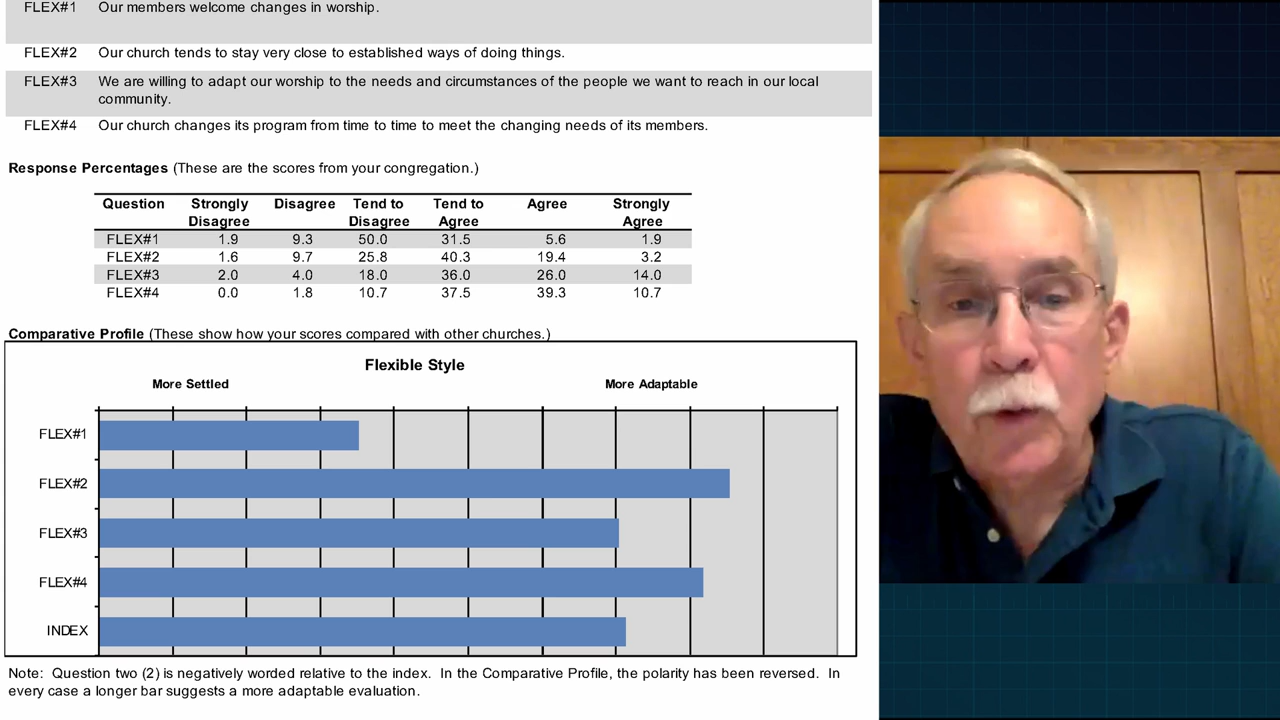 FLEX#1 Our members welcome changes in worship.
FLEX#2 Our church tends to stay very close to established ways of doing things.
FLEX#3 We are willing to adapt our worship to the needs and circumstances of the people we want to reach in our local
community.
FLEX#4 Our church changes its program from time to time to meet the changing needs of its members.
Response Percentages (These are the scores from your congregation.)
Question Strongly Disagree Tend to Tend to Agree Strongly
Disagree Disagree Agree Agree
FLEX#1 1.9 9.3 50.0 31.5 5.6 1.9
FLEX#2 1.6 9.7 25.8 40.3 19.4 3.2
FLEX#3 2.0 4.0 18.0 36.0 26.0 14.0
FLEX#4 0.0 1.8 10.7 37.5 39.3 10.7
Comparative Profile (These show how your scores compared with other churches.)
Flexible Style
More Settled More Adaptable
FLEX#1
FLEX#2
FLEX#3
FLEX#4
INDEX
Note: Question two (2) is negatively worded relative to the index. In the Comparative Profile, the polarity has been reversed. In
every case a longer bar suggests a more adaptable evaluation.